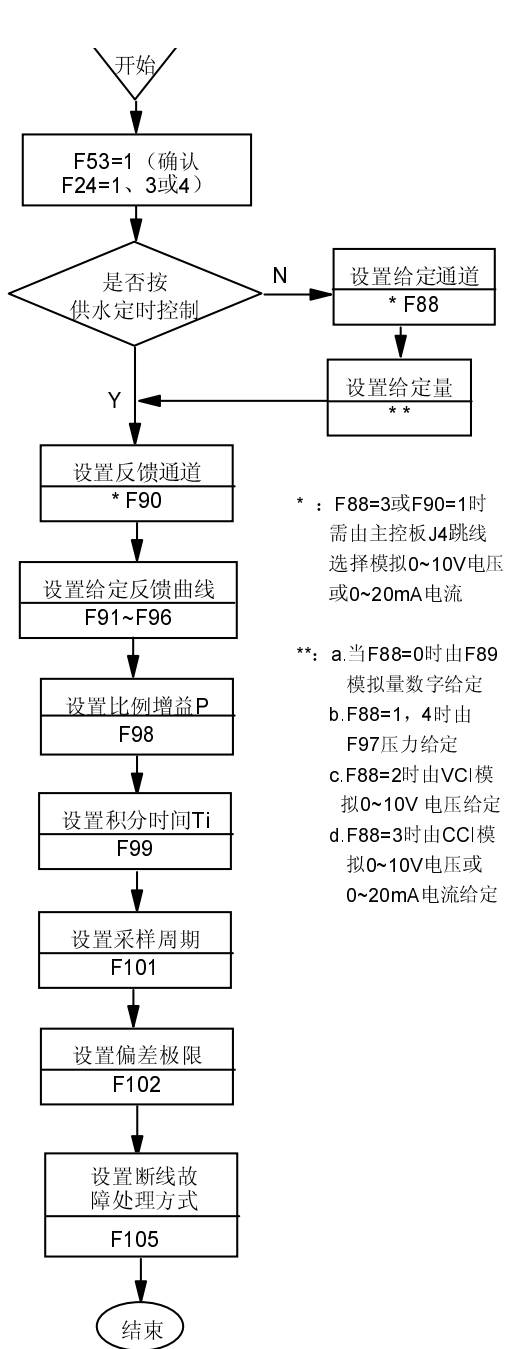 开始
F53=1（确认
F24=1、3或4）
是否按
供水定时控制
N
设置给定通道
* F88
设置给定量
* *
Y
设置反馈通道
* F90
设置给定反馈曲线
F91~F96
设置比例增益P
F98
设置积分时间Ti
F99
设置采样周期
F101
设置偏差极限
F102
设置断线故
障处理方式
F105
结束
* ：F88=3或F90=1时
需由主控板J4跳线
选择模拟0~10V电压
或0~20mA电流
**：a.当F88=0时由F89
模拟量数字给定
b.F88=1，4时由
F97压力给定
c.F88=2时由VCI模
拟0~10V 电压给定
d.F88=3时由CCI模
拟0~10V电压或
0~20mA电流给定